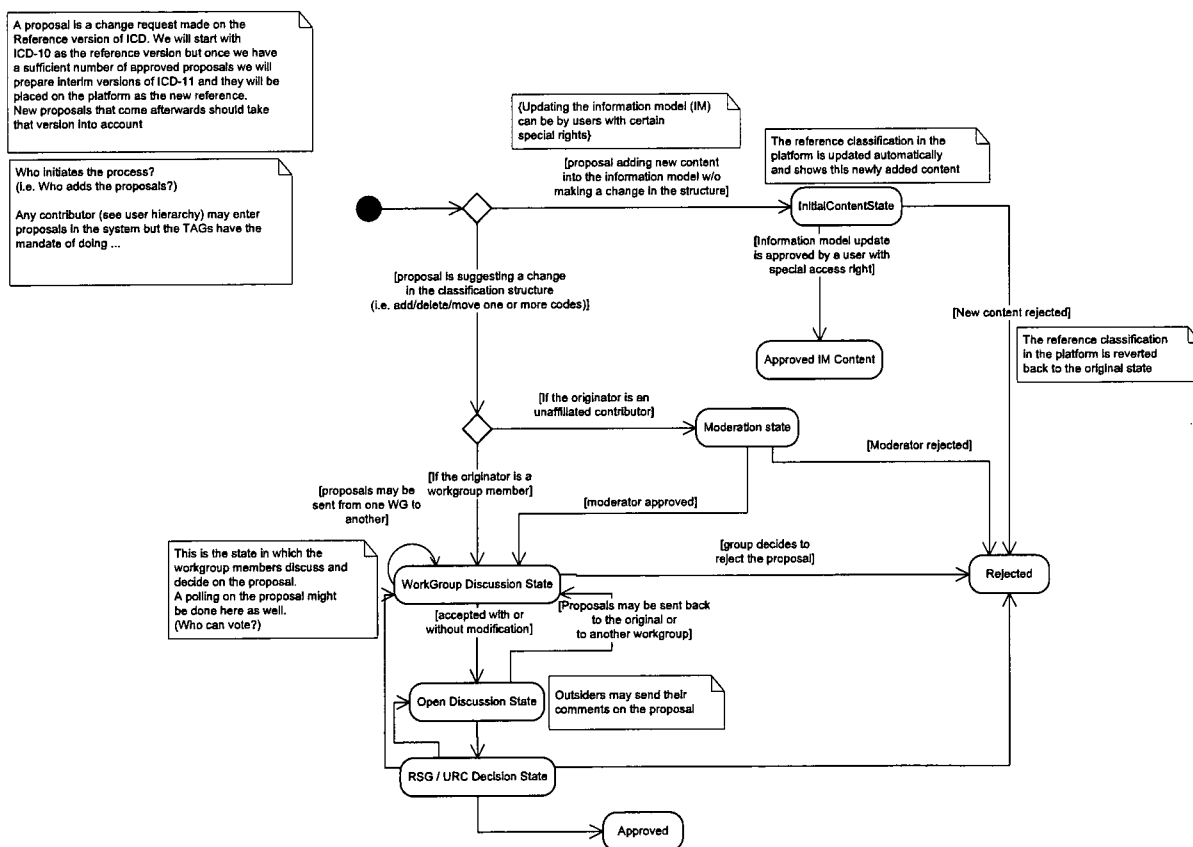 A proposal is a change request made on the
Reference version of ICD. We will start with
ICD-10 as the reference version but once we have
a sufficient number of approved proposals we will
prepare interim versions of ICD-11 and they will be
placed on the platform as the new reference.
New proposals that come afterwards should take
that version into account
Who initiates the process?
(i.e. Who adds the proposals?)
Any contributor (see user hierarchy) may enter
proposals in the system but the TAGs have the
mandate of doing ...
{Updating the information model (IM)
can be by users with certain
special rights}
The reference classification in the
platform is updated automatically
and shows this newly added content
[proposal adding new content
into the information model w/o
making a change in the structure]
InitialContentState
[Information model update
is approved by a user with
special access right]
[proposal is suggesting a change
in the classification structure
(i.e. add/delete/move one or more codes)]
[New content rejected]
The reference classification
in the platform is reverted
back to the original state
Approved IM Content
[If the originator is an
unaffiliated contributor]
Moderation state
[Moderator rejected]
[If the originator is a
workgroup member]
[proposals may be
sent from one WG to
another]
[moderator approved]
This is the state in which the
workgroup members discuss and
decide on the proposal.
A polling on the proposal might
be done here as well.
(Who can vote?)
[group decides to
reject the proposal]
WorkGroup Discussion State
Rejected
[accepted with or
without modification]
[Proposals may be sent back
to the original or
to another workgroup]
Open Discussion State
Outsiders may send their
comments on the proposal
RSG / URC Decision State
Approved